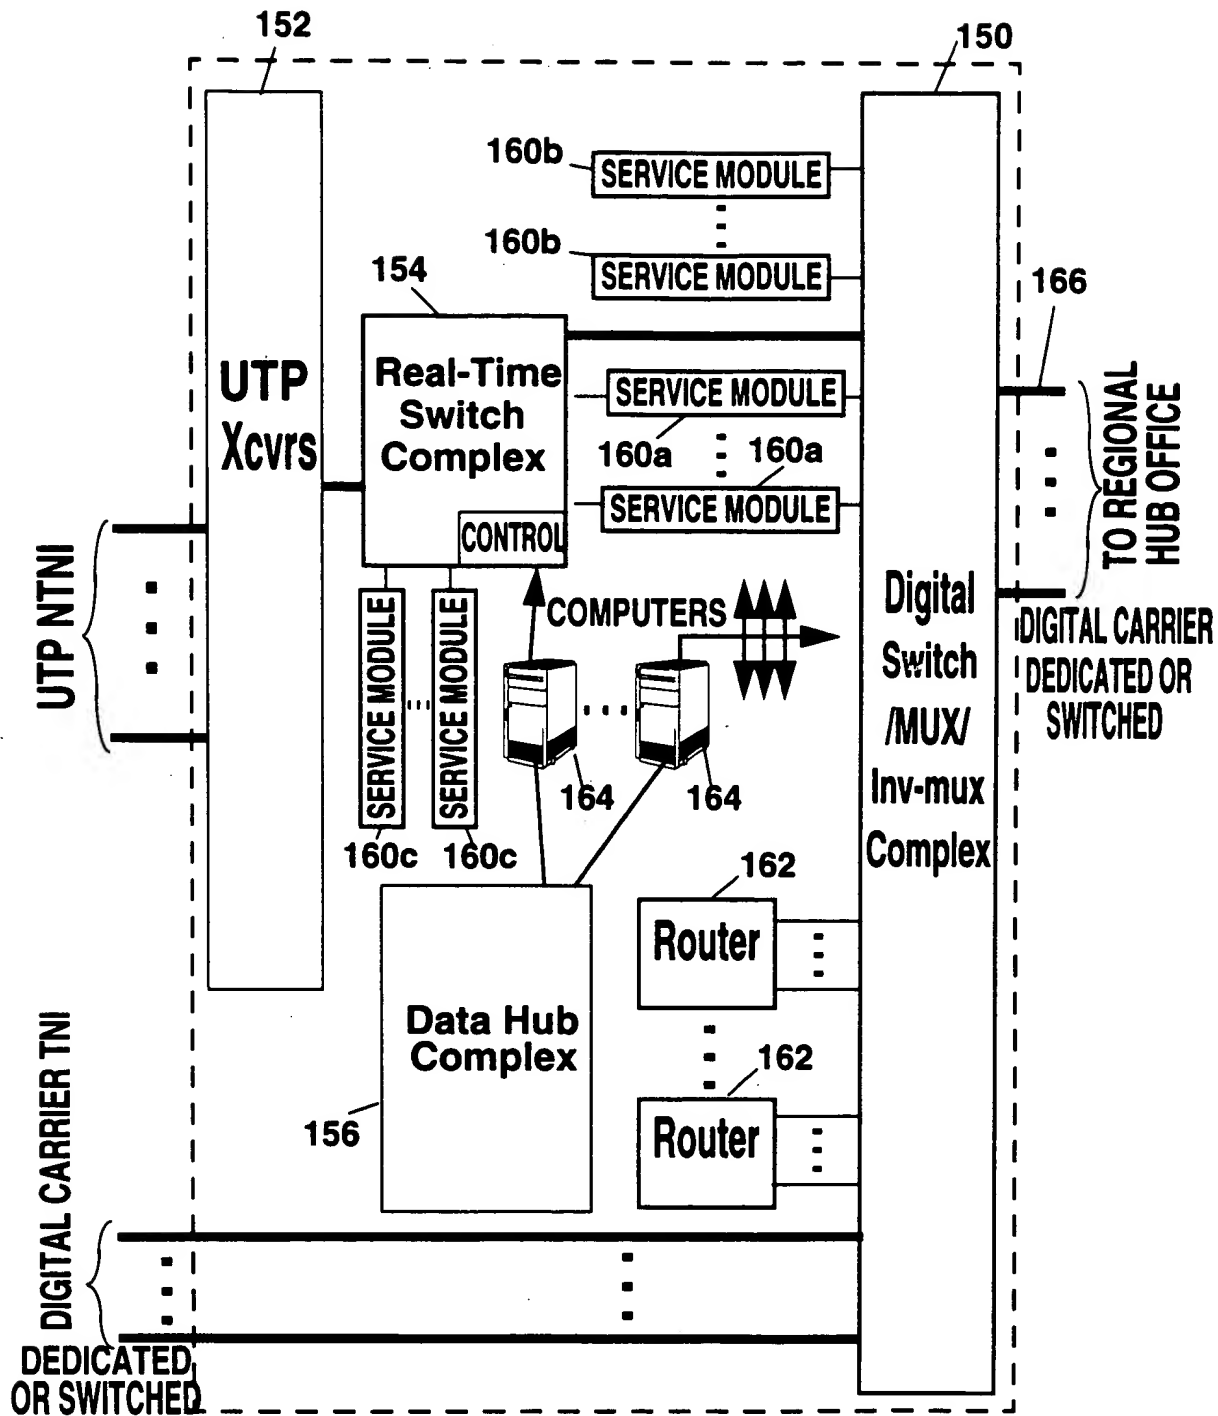 152
150
160b
SERVICE MODULE
160b
SERVICE MODULE
154
166
UTP
Xcvrs
Real-Time
Switch
Complex
CONTROL
SERVICE MODULE
160a
160a
SERVICE MODULE
TO REGIONAL
HUB OFFICE
UTP NTNI
COMPUTERS
SERVICE MODULE
SERVICE MODULE
160c
160c
164
164
Digital
Switch
/MUX/
Inv-mux
Complex
DIGITAL CARRIER
DEDICATED OR
SWITCHED
162
Router
Data Hub
Complex
156
162
Router
DIGITAL CARRIER TNI
DEDICATED
OR SWITCHED